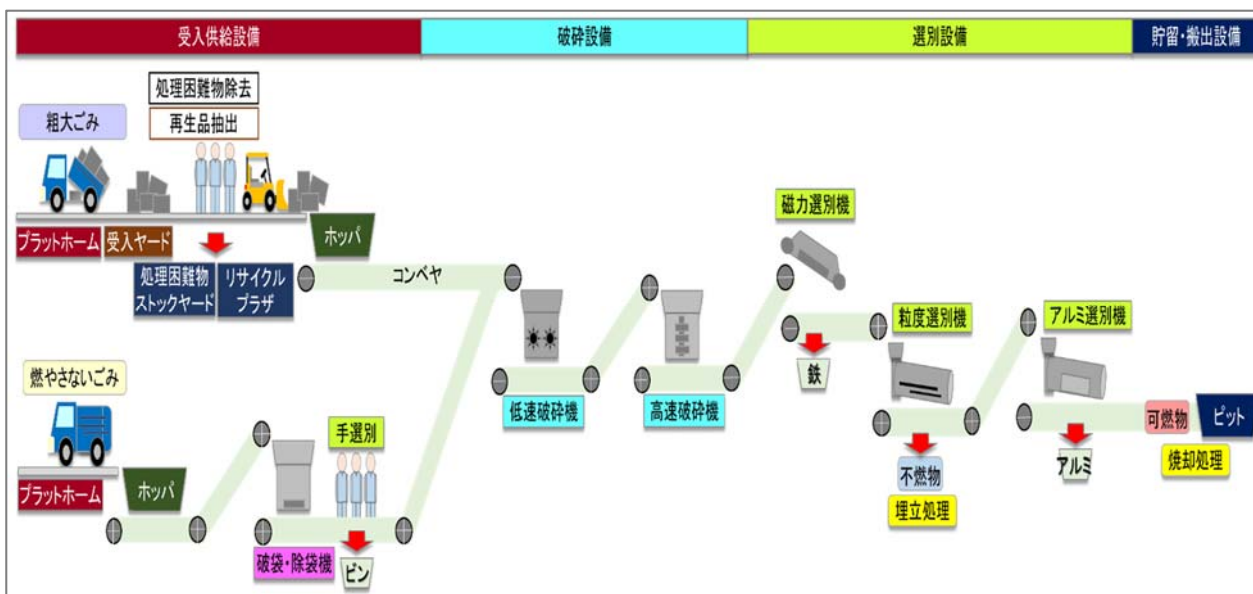 受入供給設備
破砕設備
選別設備
貯留・搬出設備
処理困難物除去
再生品抽出
粗大ごみ
プラットホーム
受入ヤード
ホッパ
処理困難物
ストックヤード
リサイクル
プラザ
コンベヤ
燃やさないごみ
プラットホーム
ホッパ
手選別
破袋・除袋機
ビン
低速破砕機
高速破砕機
磁力選別機
鉄
粒度選別機
不燃物
埋立処理
アルミ選別機
アルミ
可燃物
ピット
焼却処理